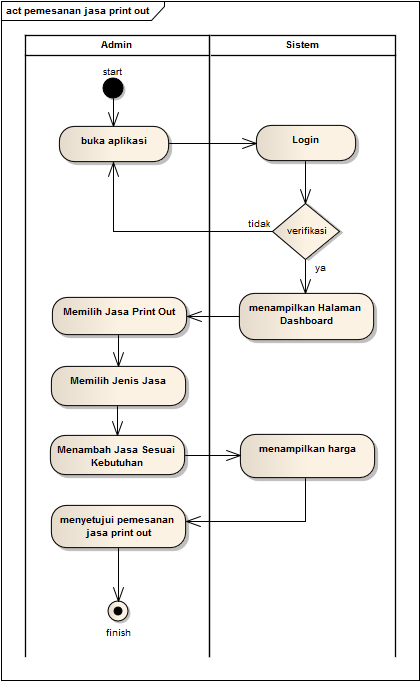 act pemesanan jasa print out
Admin
Sistem
start
buka aplikasi
Login
verifikasi
tidak
ya
menampilkan Halaman
Dashboard
Memilih Jasa Print Out
Memilih Jenis Jasa
Menambah Jasa Sesuai
Kebutuhan
menampilkan harga
menyetujui pemesanan
jasa print out
finish